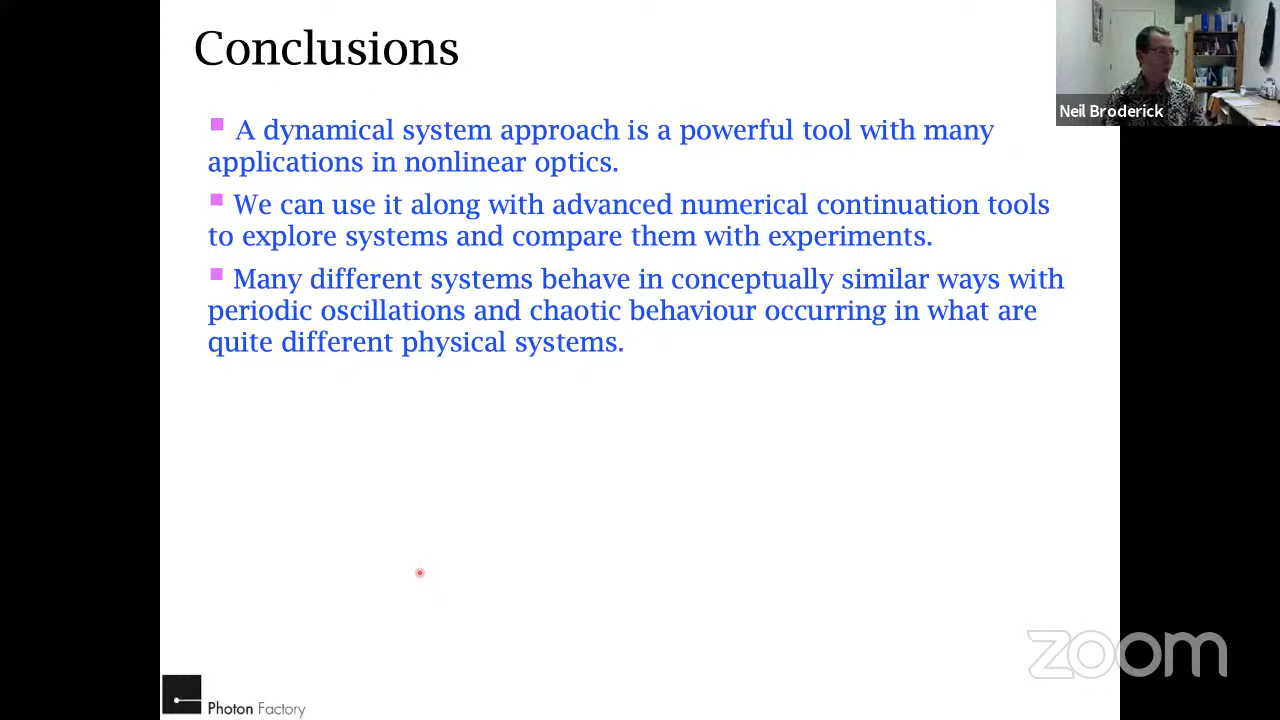 Conclusions
Neil Broderick
A dynamical system approach is a powerful tool with many
applications in nonlinear optics.
We can use it along with advanced numerical continuation tools
to explore systems and compare them with experiments.
Many different systems behave in conceptually similar ways with
periodic oscillations and chaotic behaviour occurring in what are
quite different physical systems.
zoom
Photon Factory